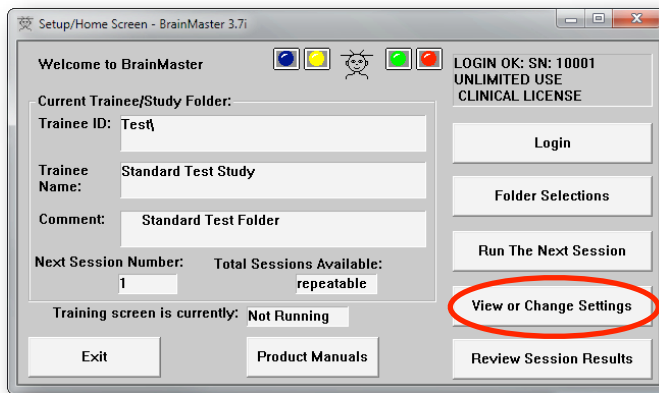 Setup/Home Screen - BrainMaster 3.7i
Welcome to BrainMaster
LOGIN OK: SN: 10001
UNLIMITED USE
CLINICAL LICENSE
Current Trainee/Study Folder:
Trainee ID: Test\
Trainee Name: Standard Test Study
Comment: Standard Test Folder
Next Session Number: 1
Total Sessions Available: repeatable
Training screen is currently: Not Running
Exit
Product Manuals
Login
Folder Selections
Run The Next Session
View or Change Settings
Review Session Results